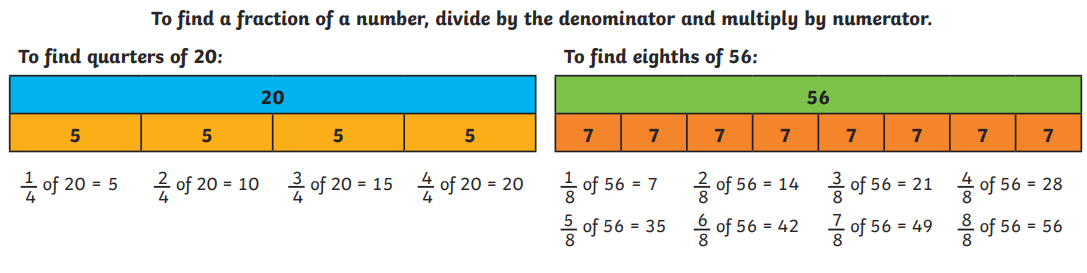 To find a fraction of a number, divide by the denominator and multiply by numerator.
To find quarters of 20:
20
5 5 5 5
1/4 of 20 = 5 2/4 of 20 = 10 3/4 of 20 = 15 4/4 of 20 = 20
To find eighths of 56:
56
7 7 7 7 7 7 7 7
1/8 of 56 = 7 2/8 of 56 = 14 3/8 of 56 = 21 4/8 of 56 = 28
5/8 of 56 = 35 6/8 of 56 = 42 7/8 of 56 = 49 8/8 of 56 = 56